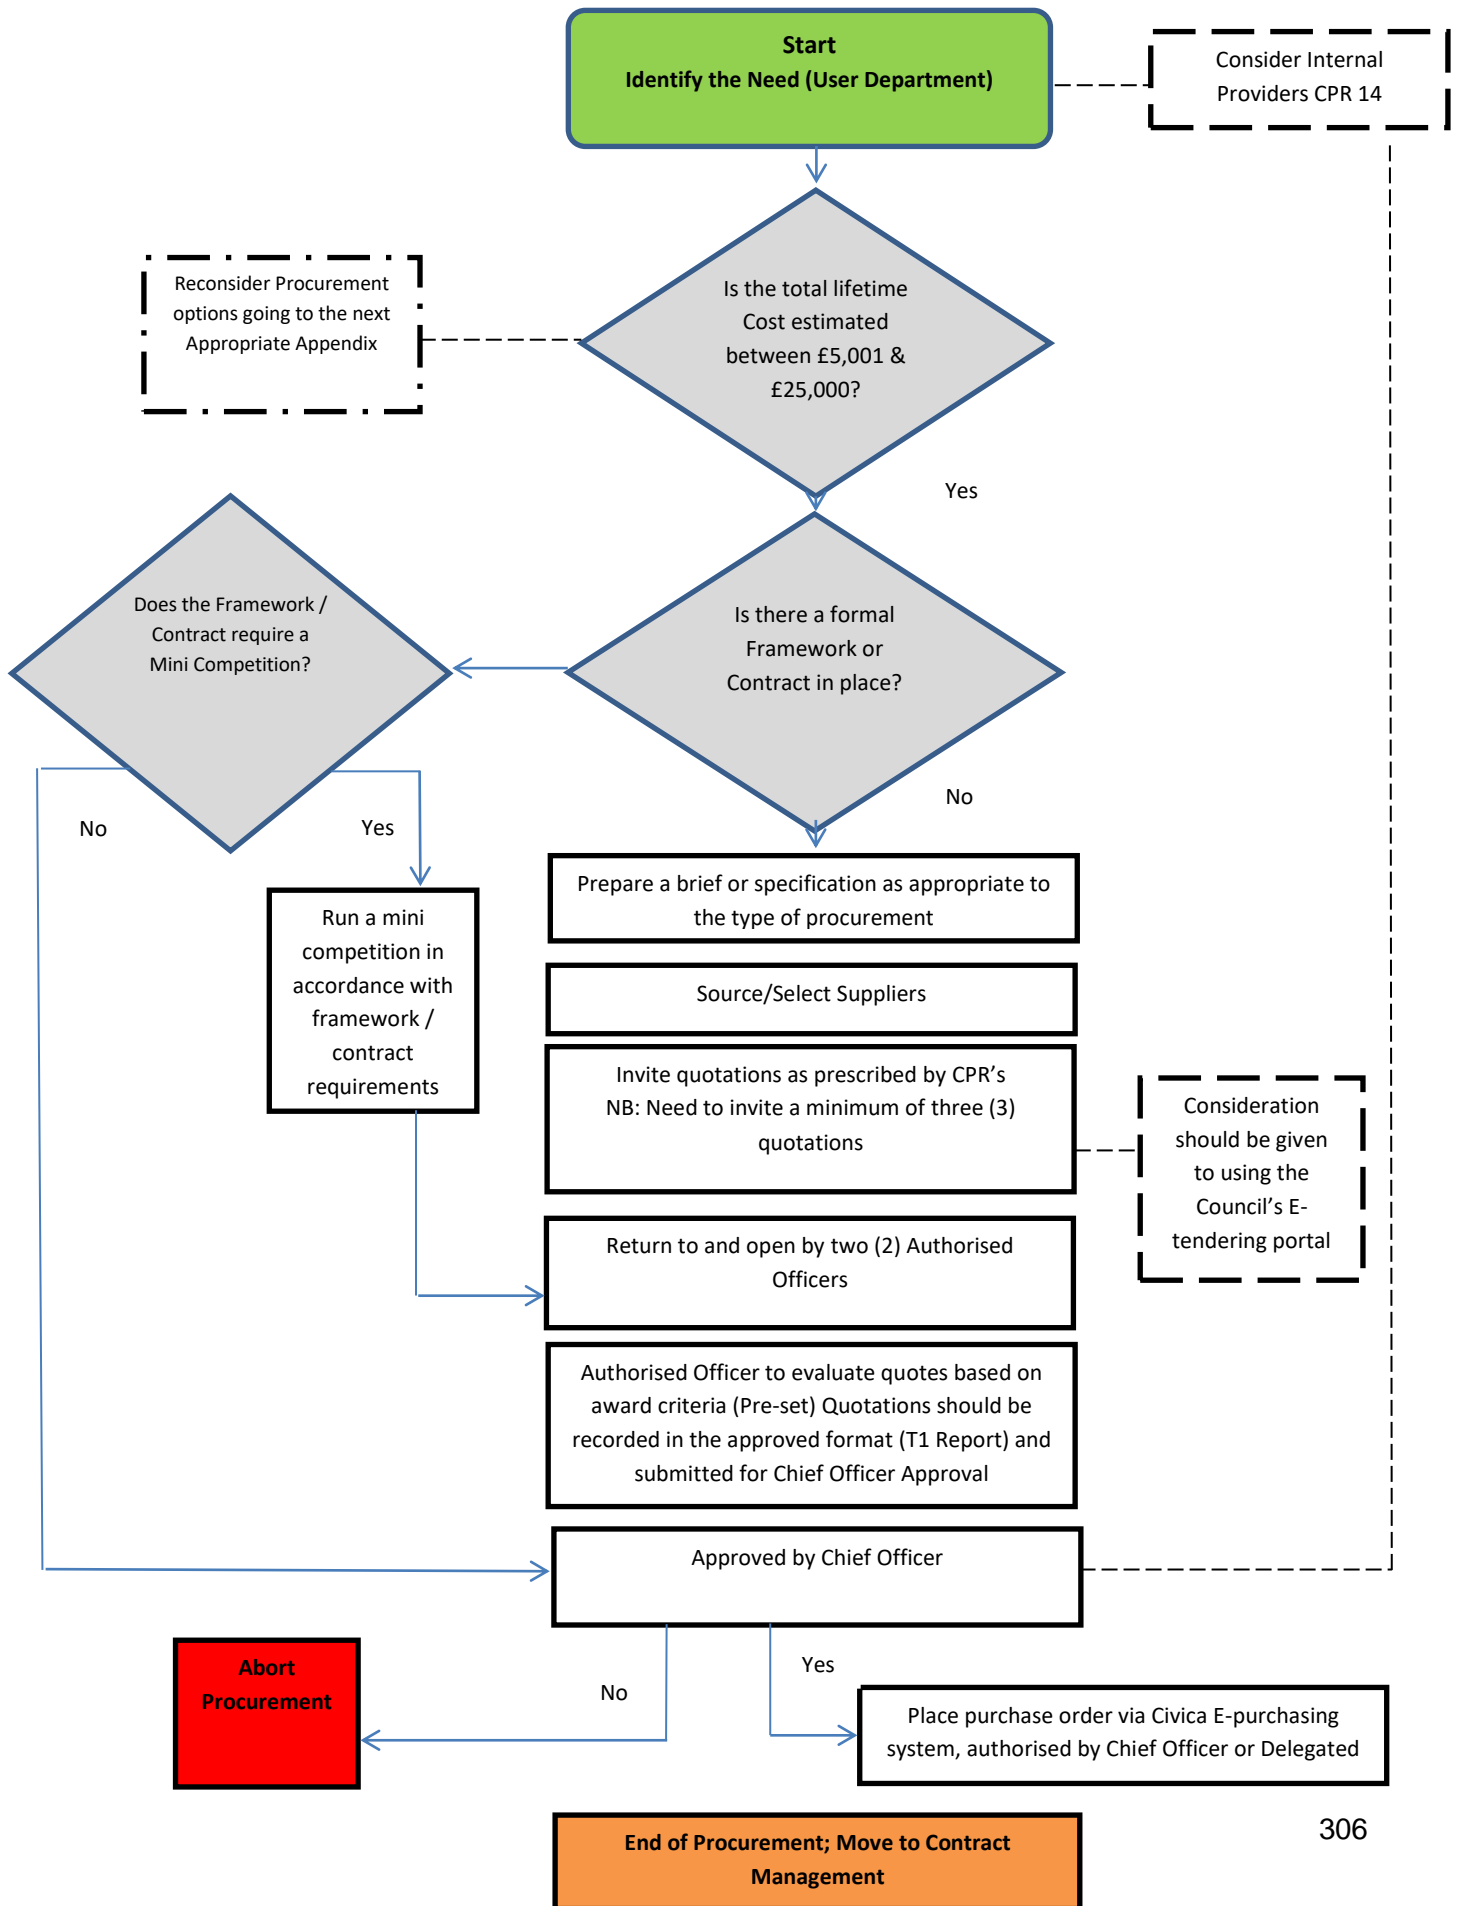 Start
Identify the Need (User Department)
Consider Internal
Providers CPR 14
Reconsider Procurement
options going to the next
Appropriate Appendix
Is the total lifetime
Cost estimated
between £5,001 &
£25,000?
Yes
Does the Framework /
Contract require a
Mini Competition?
Is there a formal
Framework or
Contract in place?
No
No
Yes
Prepare a brief or specification as appropriate to
the type of procurement
Run a mini
competition in
accordance with
framework /
contract
requirements
Source/Select Suppliers
Invite quotations as prescribed by CPR's
NB: Need to invite a minimum of three (3)
quotations
Consideration
should be given
to using the
Council's E-
tendering portal
Return to and open by two (2) Authorised
Officers
Authorised Officer to evaluate quotes based on
award criteria (Pre-set) Quotations should be
recorded in the approved format (T1 Report) and
submitted for Chief Officer Approval
Approved by Chief Officer
Abort
Procurement
No
Yes
Place purchase order via Civica E-purchasing
system, authorised by Chief Officer or Delegated
End of Procurement; Move to Contract
Management
306